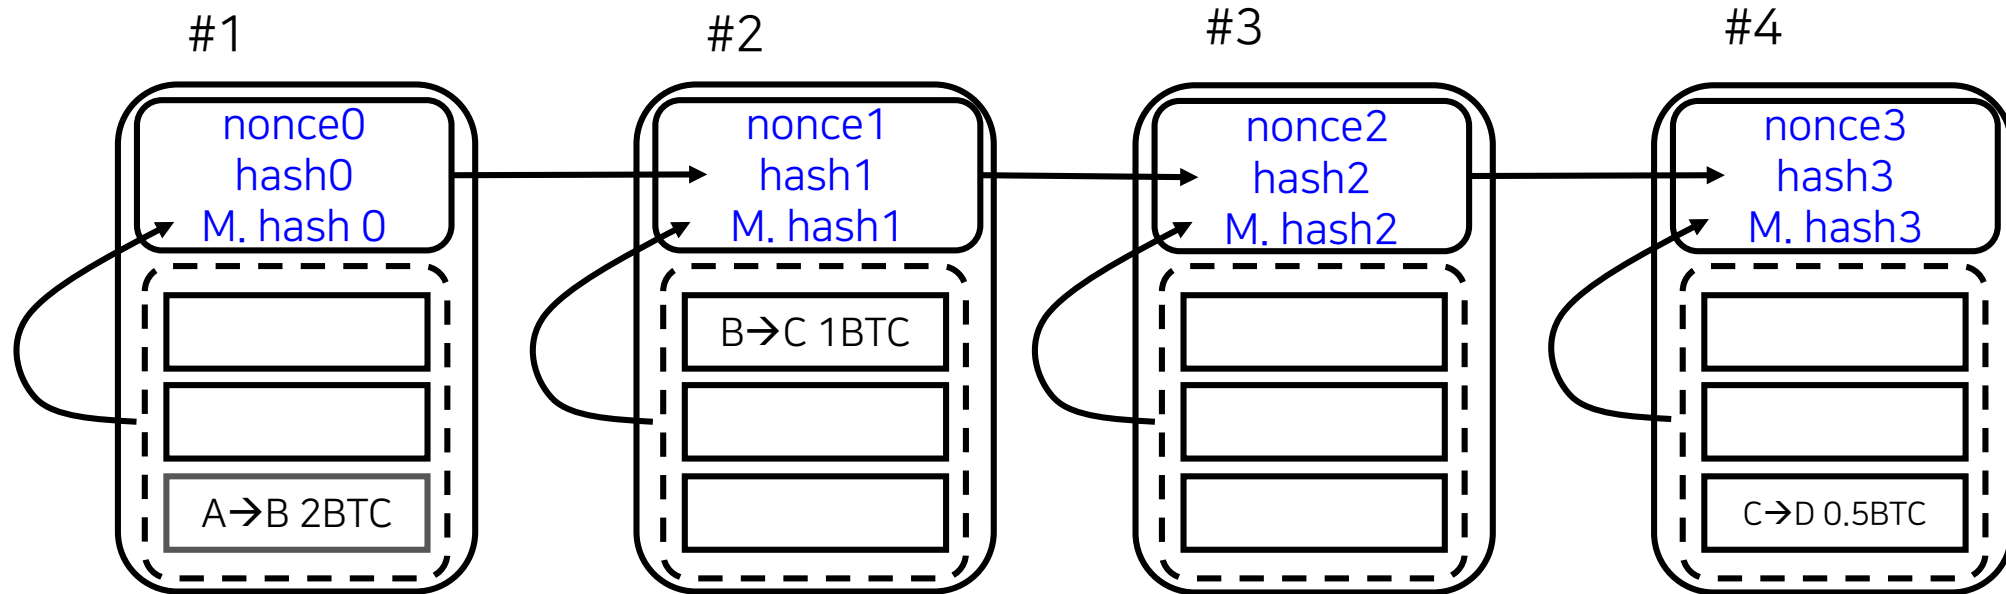 #1
nonce0
hash0
M. hash 0
A→B 2BTC
#2
nonce1
hash1
M. hash1
B→C 1BTC
#3
nonce2
hash2
M. hash2
#4
nonce3
hash3
M. hash3
C→D 0.5BTC